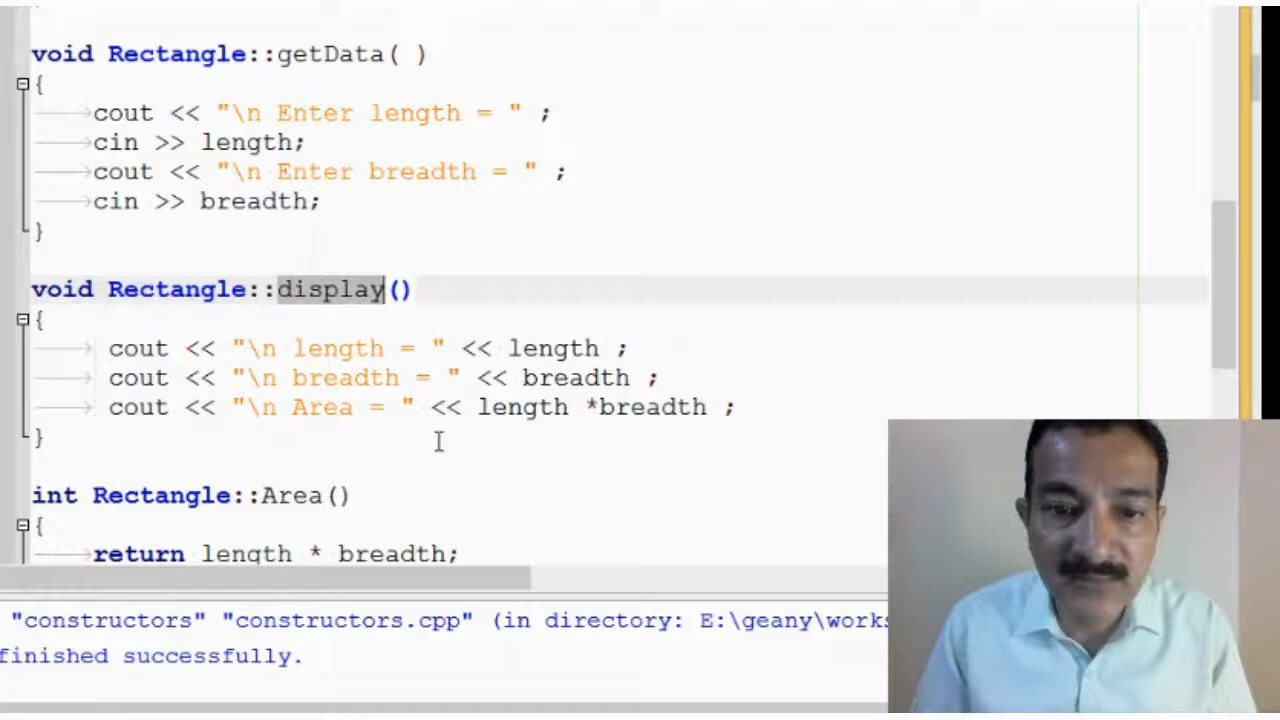 void Rectangle::getData( )
{
cout << "\n Enter length = " ;
cin >> length;
cout << "\n Enter breadth = " ;
cin >> breadth;
}
void Rectangle::display()
{
cout << "\n length = " << length ;
cout << "\n breadth = " << breadth ;
cout << "\n Area = " << length *breadth ;
}
int Rectangle::Area()
{
return length * breadth;
"constructors" "constructors.cpp" (in directory: E:\geany\works
finished successfully.